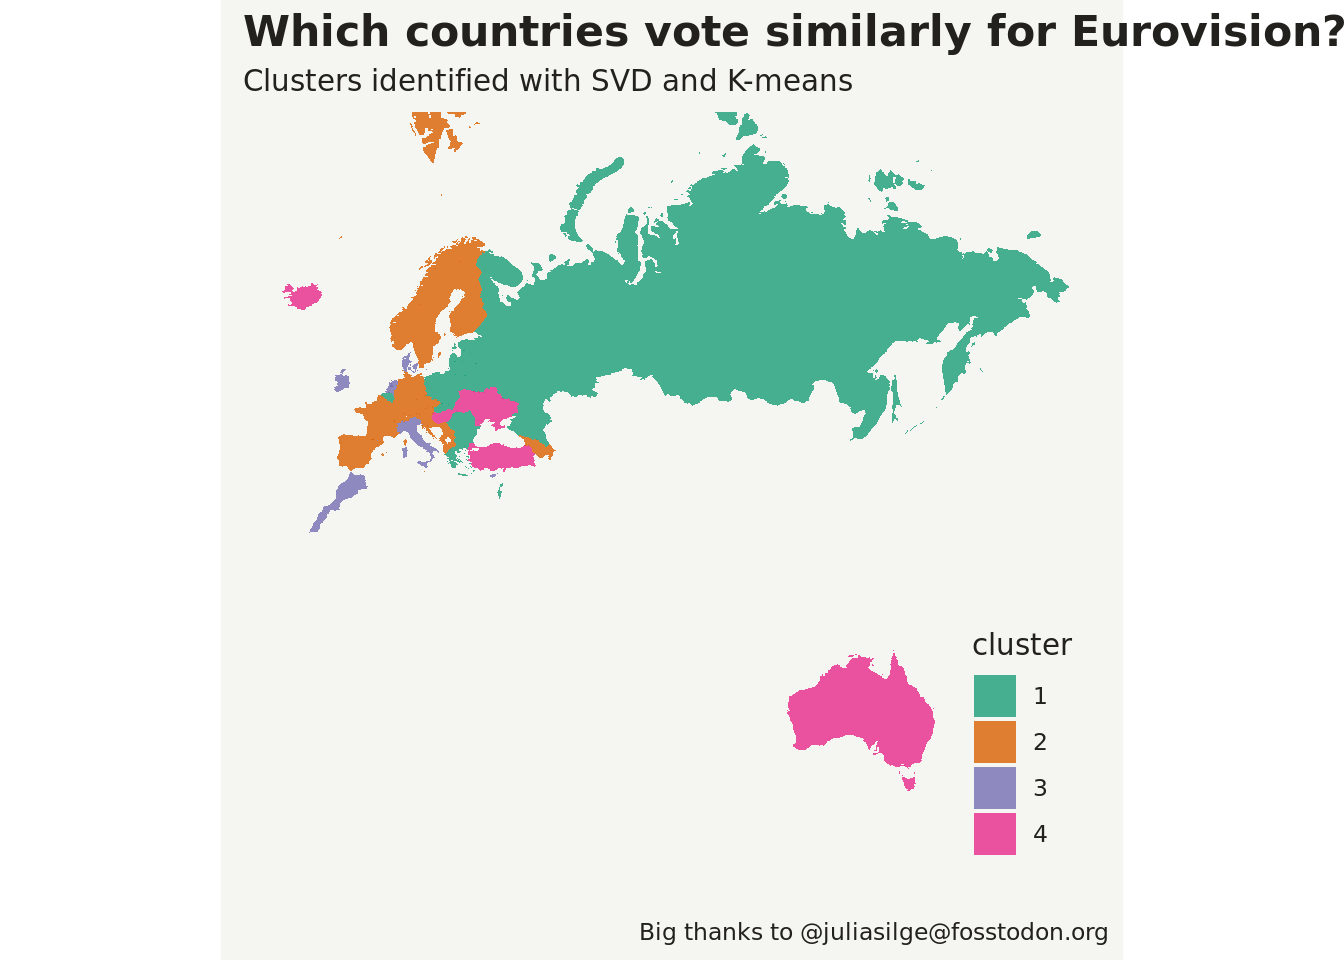 Which countries vote similarly for Eurovision?
Clusters identified with SVD and K-means
cluster
1
2
3
4
Big thanks to @juliasilge@fosstodon.org